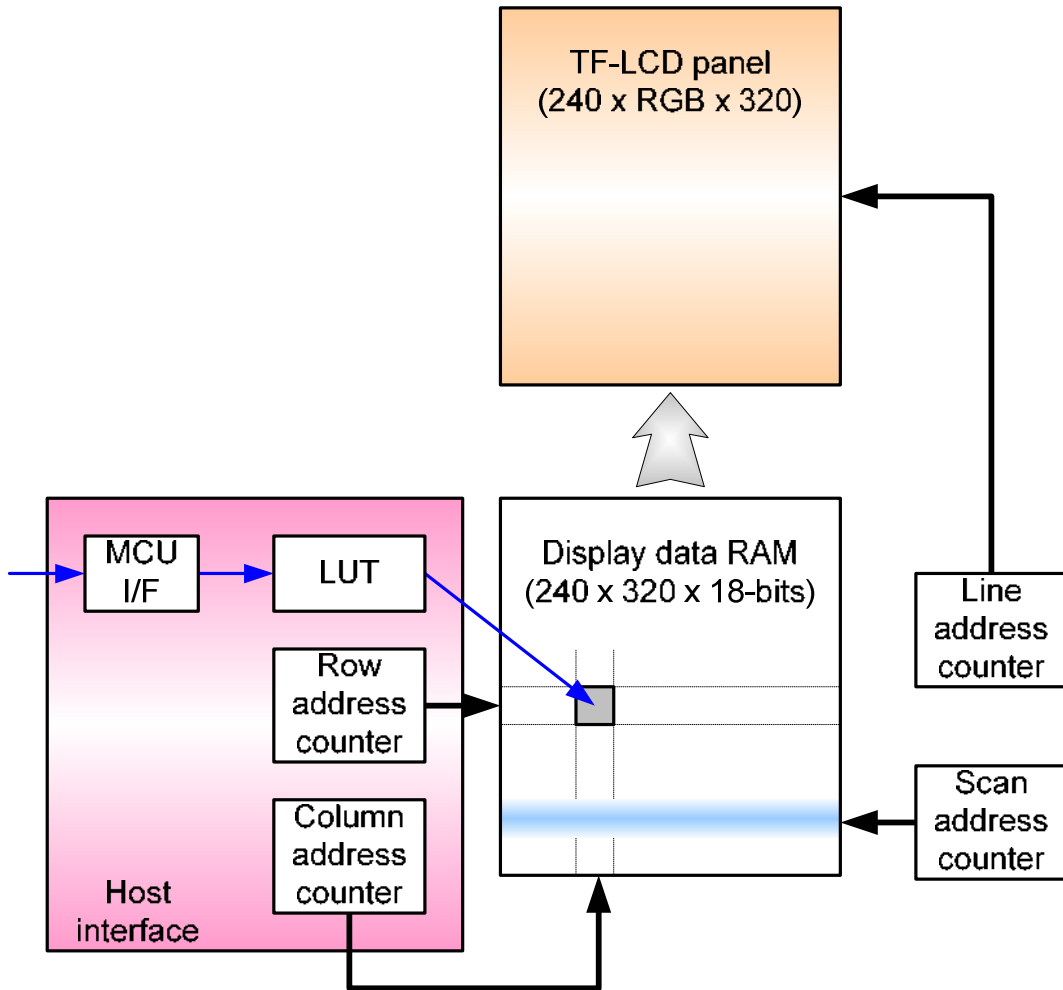 TF-LCD panel
(240 x RGB x 320)
MCU
I/F
LUT
Display data RAM
(240 x 320 x 18-bits)
Line
address
counter
Row
address
counter
Scan
address
counter
Column
address
counter
Host
interface